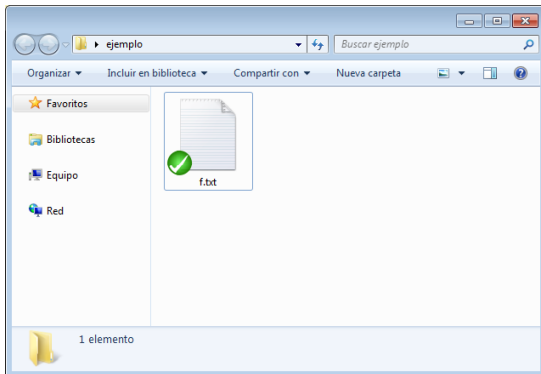 ejemplo
Buscar ejemplo
Organizar Incluir en biblioteca Compartir con Nueva carpeta
Favoritos
Bibliotecas
Equipo
Red
f.txt
1 elemento